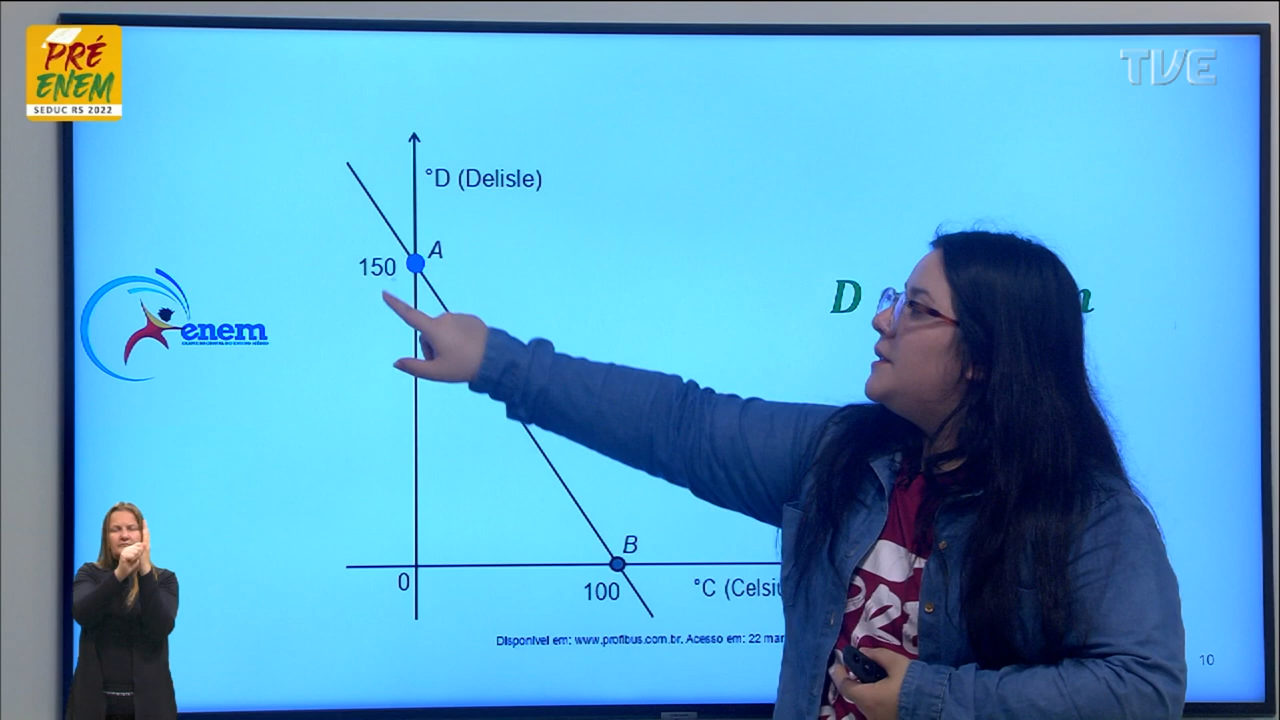 PRÉ
ENEM
SEDUC RS 2022
TVE
°D (Delisle)
A
150
D
enem
B
0
100
°C
Disponível em: www.profibus.com.br. Acesso em: 22
10